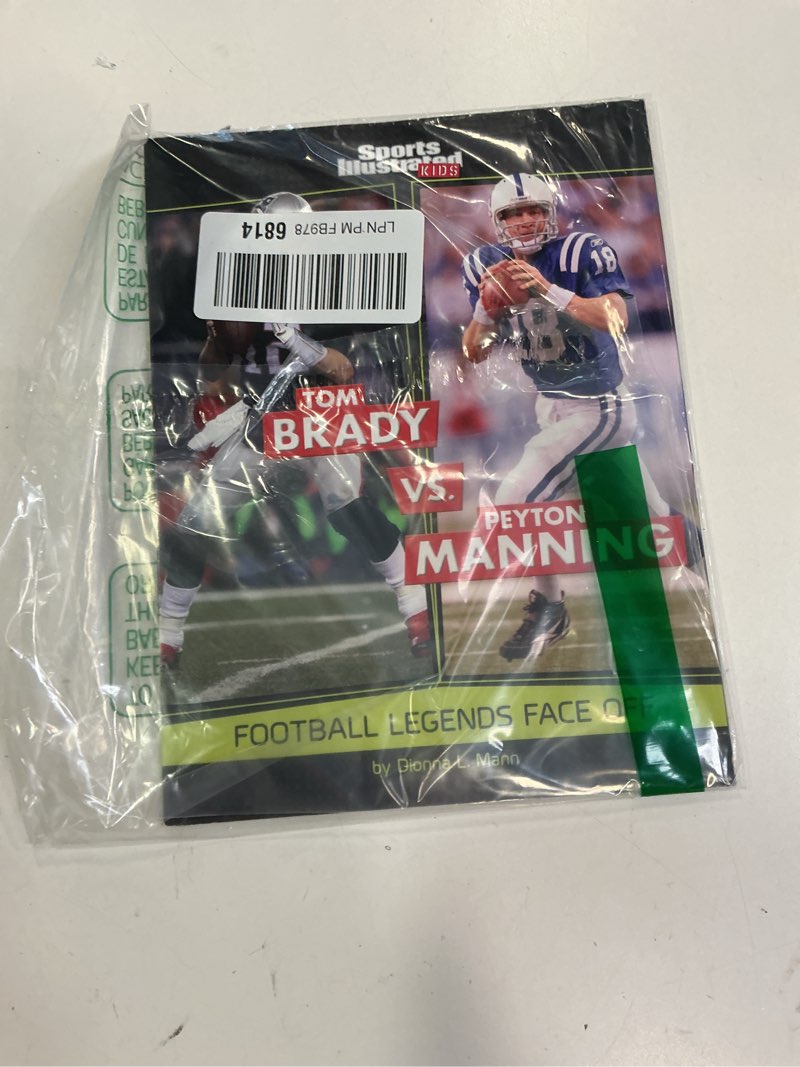 Sports
Illustrated
KIDS
LPN PM FB978 6814
18
18
TOM
BRADY
VS.
PEYTON
MANNING
FOOTBALL LEGENDS FACE OFF
by Dionna L. Mann